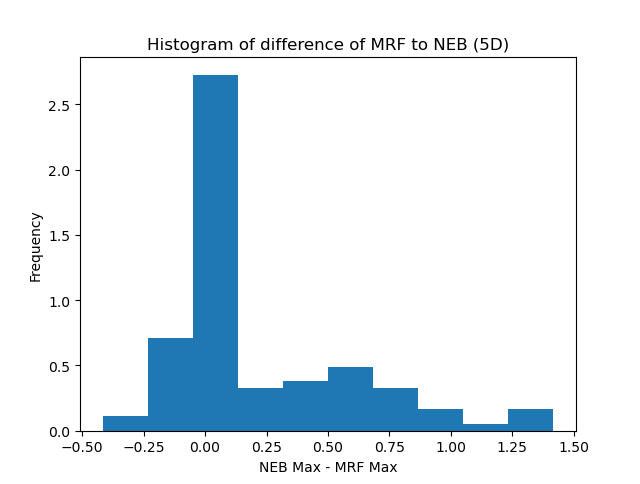 Histogram of difference of MRF to NEB (5D)
Frequency
2.5
2.0
1.5
1.0
0.5
0.0
−0.50 −0.25 0.00 0.25 0.50 0.75 1.00 1.25 1.50
NEB Max - MRF Max